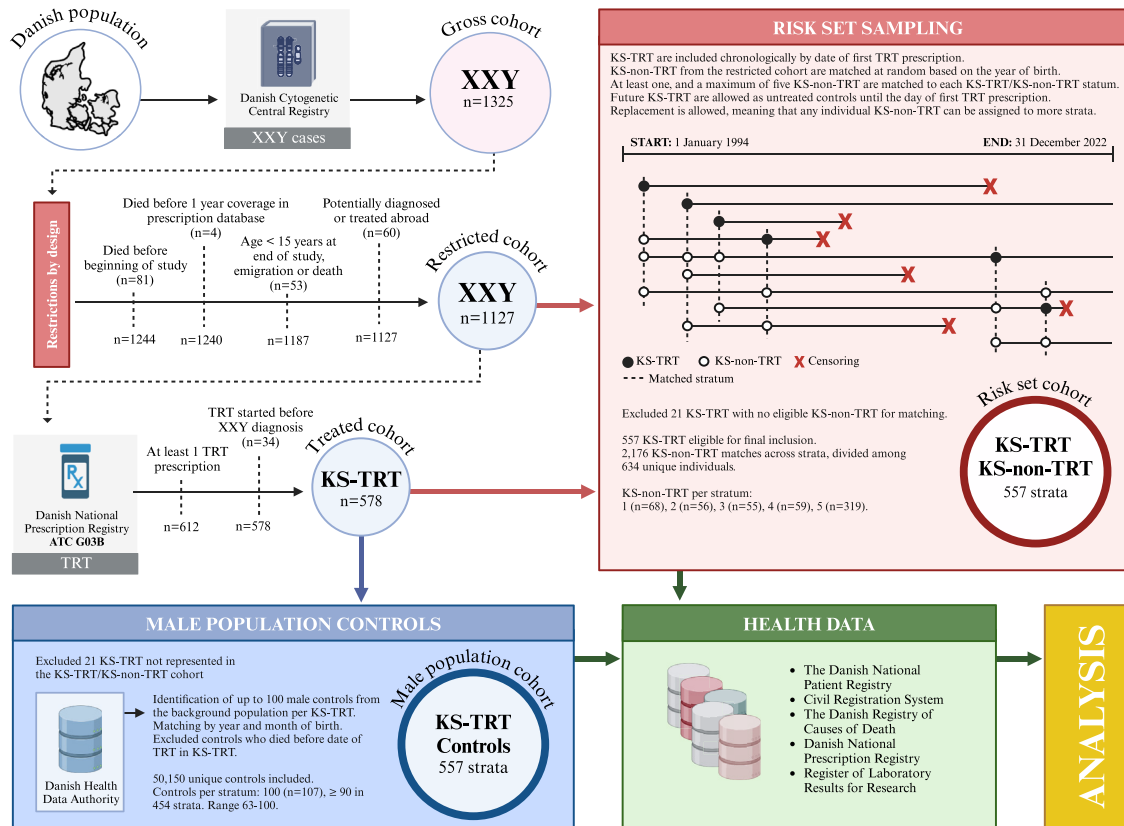 Danish population
Danish Cytogenetic
Central Registry
XXY cases
Gross cohort
XXY
n=1325
Restrictions by design
Died before
beginning of study
(n=81)
Died before 1 year coverage in
prescription database
(n=4)
Age < 15 years at
end of study,
emigration or death
(n=53)
Potentially diagnosed
or treated abroad
(n=60)
n=1244
n=1240
n=1187
n=1127
Restricted cohort
XXY
n=1127
Danish National
Prescription Registry
ATC G03B
TRT
At least 1 TRT
prescription
TRT started before
XXY diagnosis
(n=34)
n=612
n=578
Treated cohort
KS-TRT
n=578
RISK SET SAMPLING
KS-TRT are included chronologically by date of first TRT prescription.
KS-non-TRT from the restricted cohort are matched at random based on the year of birth.
At least one, and a maximum of five KS-non-TRT are matched to each KS-TRT/KS-non-TRT statum.
Future KS-TRT are allowed as untreated controls until the day of first TRT prescription.
Replacement is allowed, meaning that any individual KS-non-TRT can be assigned to more strata.
START: 1 January 1994
END: 31 December 2022
KS-TRT
KS-non-TRT
X Censoring
Matched stratum
Excluded 21 KS-TRT with no eligible KS-non-TRT for matching.
557 KS-TRT eligible for final inclusion.
2,176 KS-non-TRT matches across strata, divided among
634 unique individuals.
KS-non-TRT per stratum:
1 (n=68), 2 (n=56), 3 (n=55), 4 (n=59), 5 (n=319).
Risk set cohort
KS-TRT
KS-non-TRT
557 strata
MALE POPULATION CONTROLS
Excluded 21 KS-TRT not represented in
the KS-TRT/KS-non-TRT cohort
Danish Health
Data Authority
Identification of up to 100 male controls from
the background population per KS-TRT.
Matching by year and month of birth.
Excluded controls who died before date of
TRT in KS-TRT.
50,150 unique controls included.
Controls per stratum: 100 (n=107), ≥ 90 in
454 strata. Range 63-100.
Male population cohort
KS-TRT
Controls
557 strata
HEALTH DATA
• The Danish National
Patient Registry
• Civil Registration System
• The Danish Registry of
Causes of Death
• Danish National
Prescription Registry
• Register of Laboratory
Results for Research
ANALYSIS